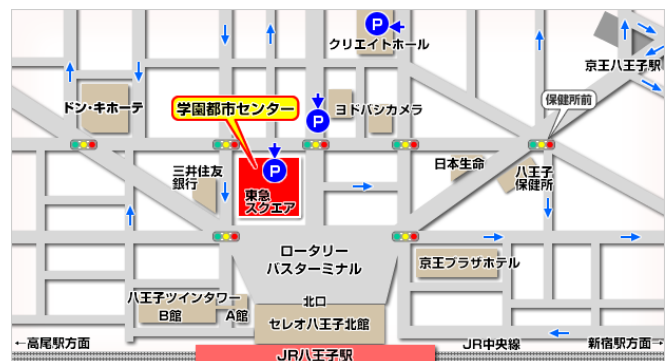 P
クリエイトホール
京王八王子駅
ドン・キホーテ
学園都市センター
ヨドバシカメラ
保健所前
P
P
三井住友
銀行
東急
スクエア
日本生命
八王子
保健所
ロータリー
バスターミナル
京王プラザホテル
八王子ツインタワー
B館
A館
北口
セレオ八王子北館
←高尾駅方面
JR中央線
新宿駅方面→
JR八王子駅